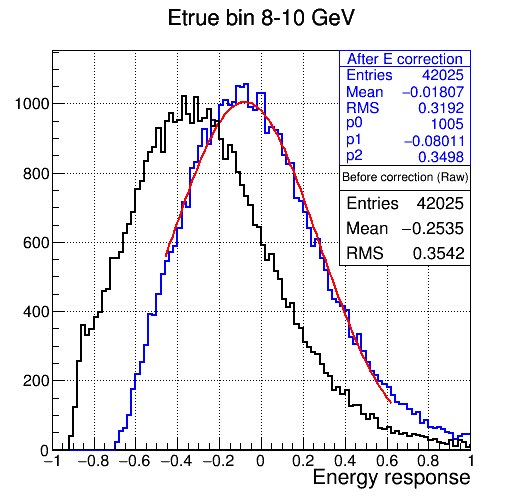 Etrue bin 8-10 GeV
After E correction
Entries 42025
Mean −0.01807
RMS 0.3192
p0 1005
p1 −0.08011
p2 0.3498
Before correction (Raw)
Entries 42025
Mean −0.2535
RMS 0.3542
1000
800
600
400
200
0
−1 −0.8 −0.6 −0.4 −0.2 0 0.2 0.4 0.6 0.8 1
Energy response